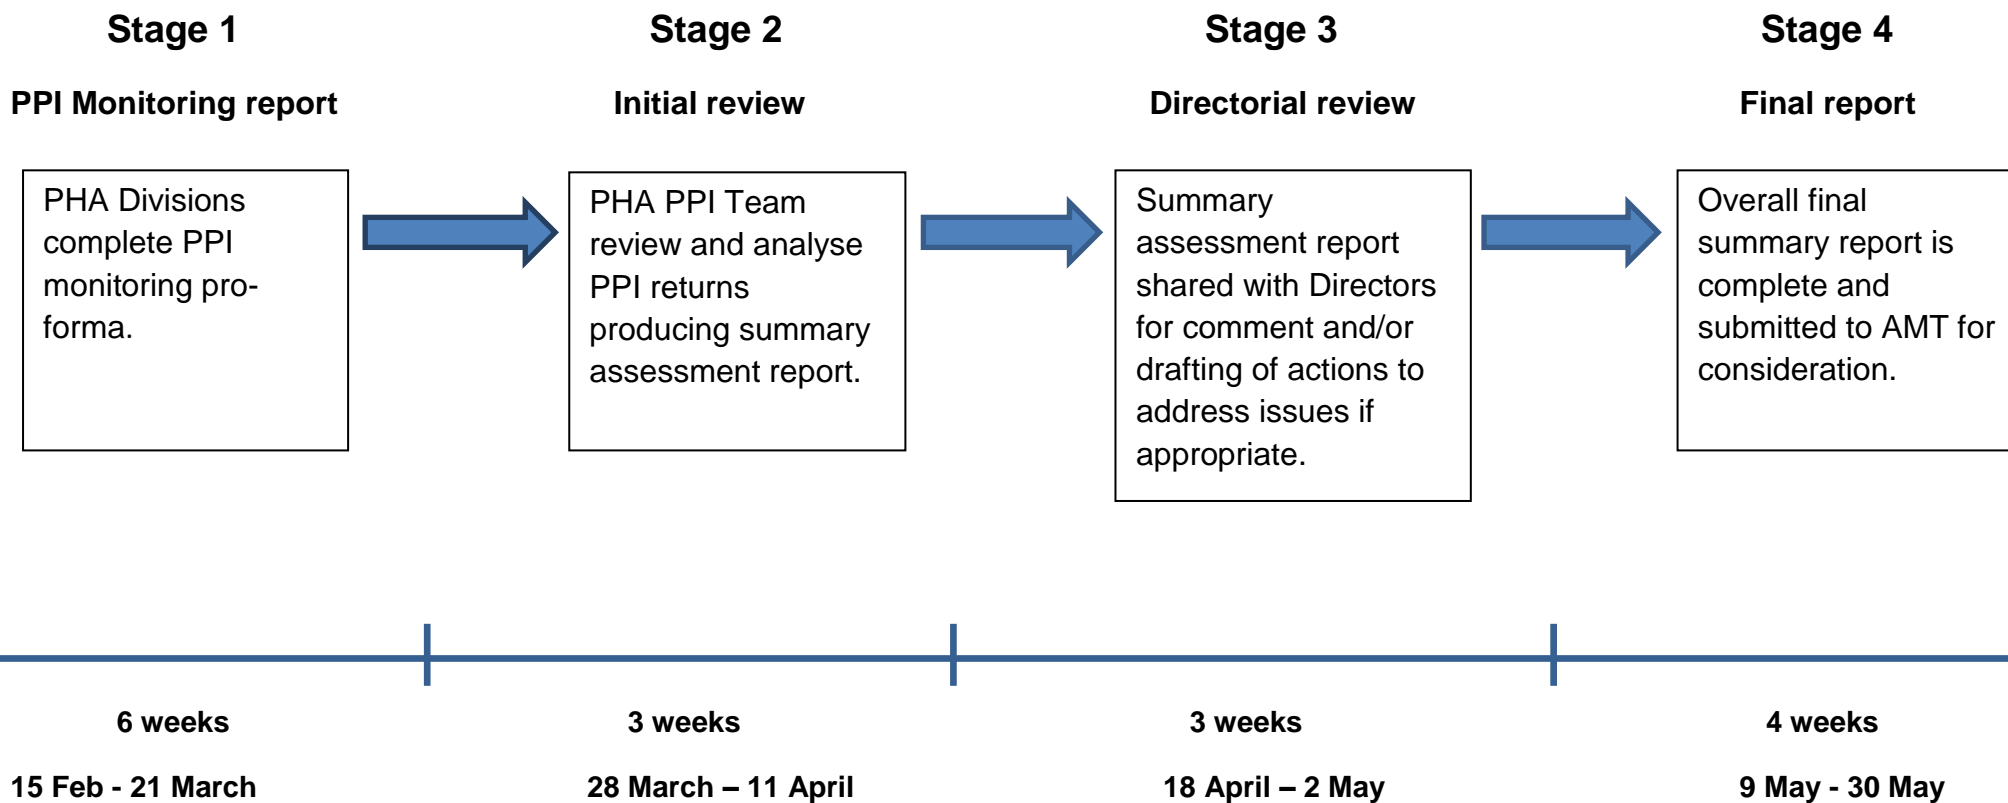 Stage 1
PPI Monitoring report
PHA Divisions
complete PPI
monitoring pro-
forma.
Stage 2
Initial review
PHA PPI Team
review and analyse
PPI returns
producing summary
assessment report.
Stage 3
Directorial review
Summary
assessment report
shared with Directors
for comment and/or
drafting of actions to
address issues if
appropriate.
Stage 4
Final report
Overall final
summary report is
complete and
submitted to AMT for
consideration.
6 weeks
15 Feb - 21 March
3 weeks
28 March – 11 April
3 weeks
18 April – 2 May
4 weeks
9 May - 30 May